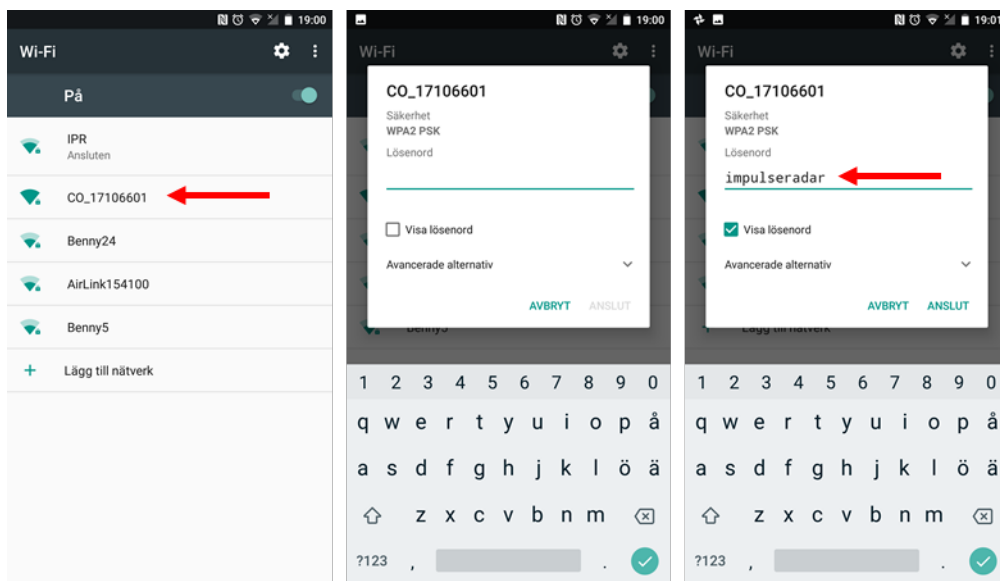 19:00
Wi-Fi
På
IPR
Ansluten
CO_17106601
Benny24
AirLink154100
Benny5
Lägg till nätverk
19:00
Wi-Fi
CO_17106601
Säkerhet
WPA2 PSK
Lösenord
Visa lösenord
Avancerade alternativ
AVBRYT ANSLUT
Benny5
1 2 3 4 5 6 7 8 9 0
q w e r t y u i o p å
a s d f g h j k l ö ä
z x c v b n m
?123 , .
19:01
Wi-Fi
CO_17106601
Säkerhet
WPA2 PSK
Lösenord
impulseradar
Visa lösenord
Avancerade alternativ
AVBRYT ANSLUT
Lägg till nätverk
1 2 3 4 5 6 7 8 9 0
q w e r t y u i o p å
a s d f g h j k l ö ä
z x c v b n m
?123 , .